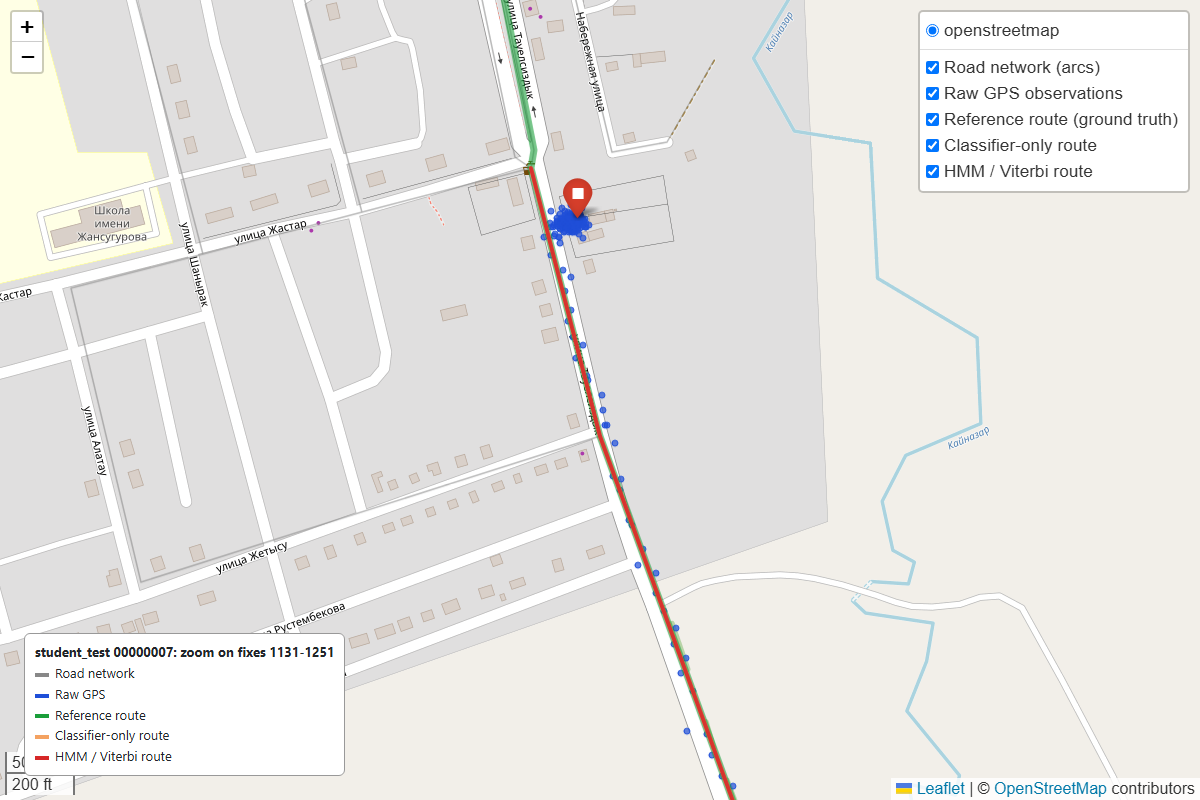 +
−
улица Тауелсиздык
Набережная улица
Кайназар
openstreetmap
Road network (arcs)
Raw GPS observations
Reference route (ground truth)
Classifier-only route
HMM / Viterbi route
Школа
имени
Жансугурова
улица Жастар
улица Шанырак
Жастар
улица Алатау
Кайназар
улица Жетысу
Рустембекова
student_test 00000007: zoom on fixes 1131-1251
Road network
Raw GPS
Reference route
Classifier-only route
HMM / Viterbi route
200 ft
Leaflet | © OpenStreetMap contributors